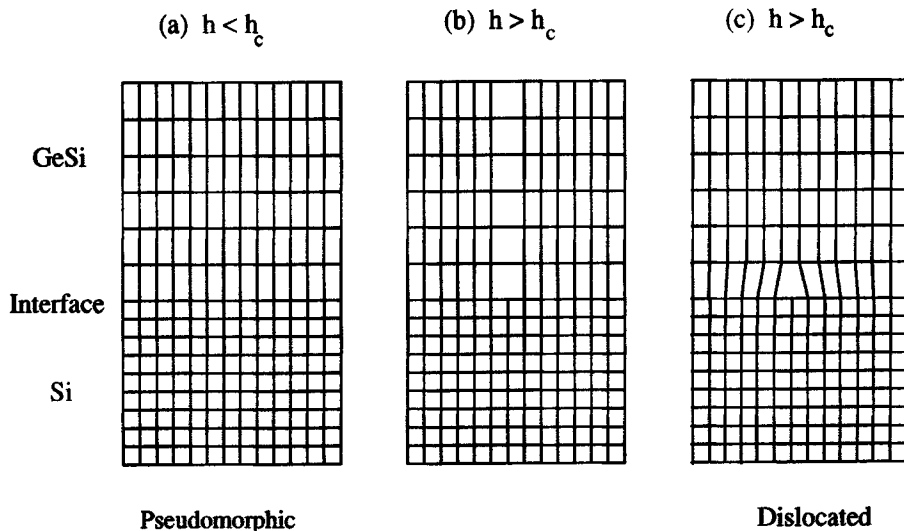 (a) h < h_c
(b) h > h_c
(c) h > h_c
GeSi
Interface
Si
Pseudomorphic
Dislocated